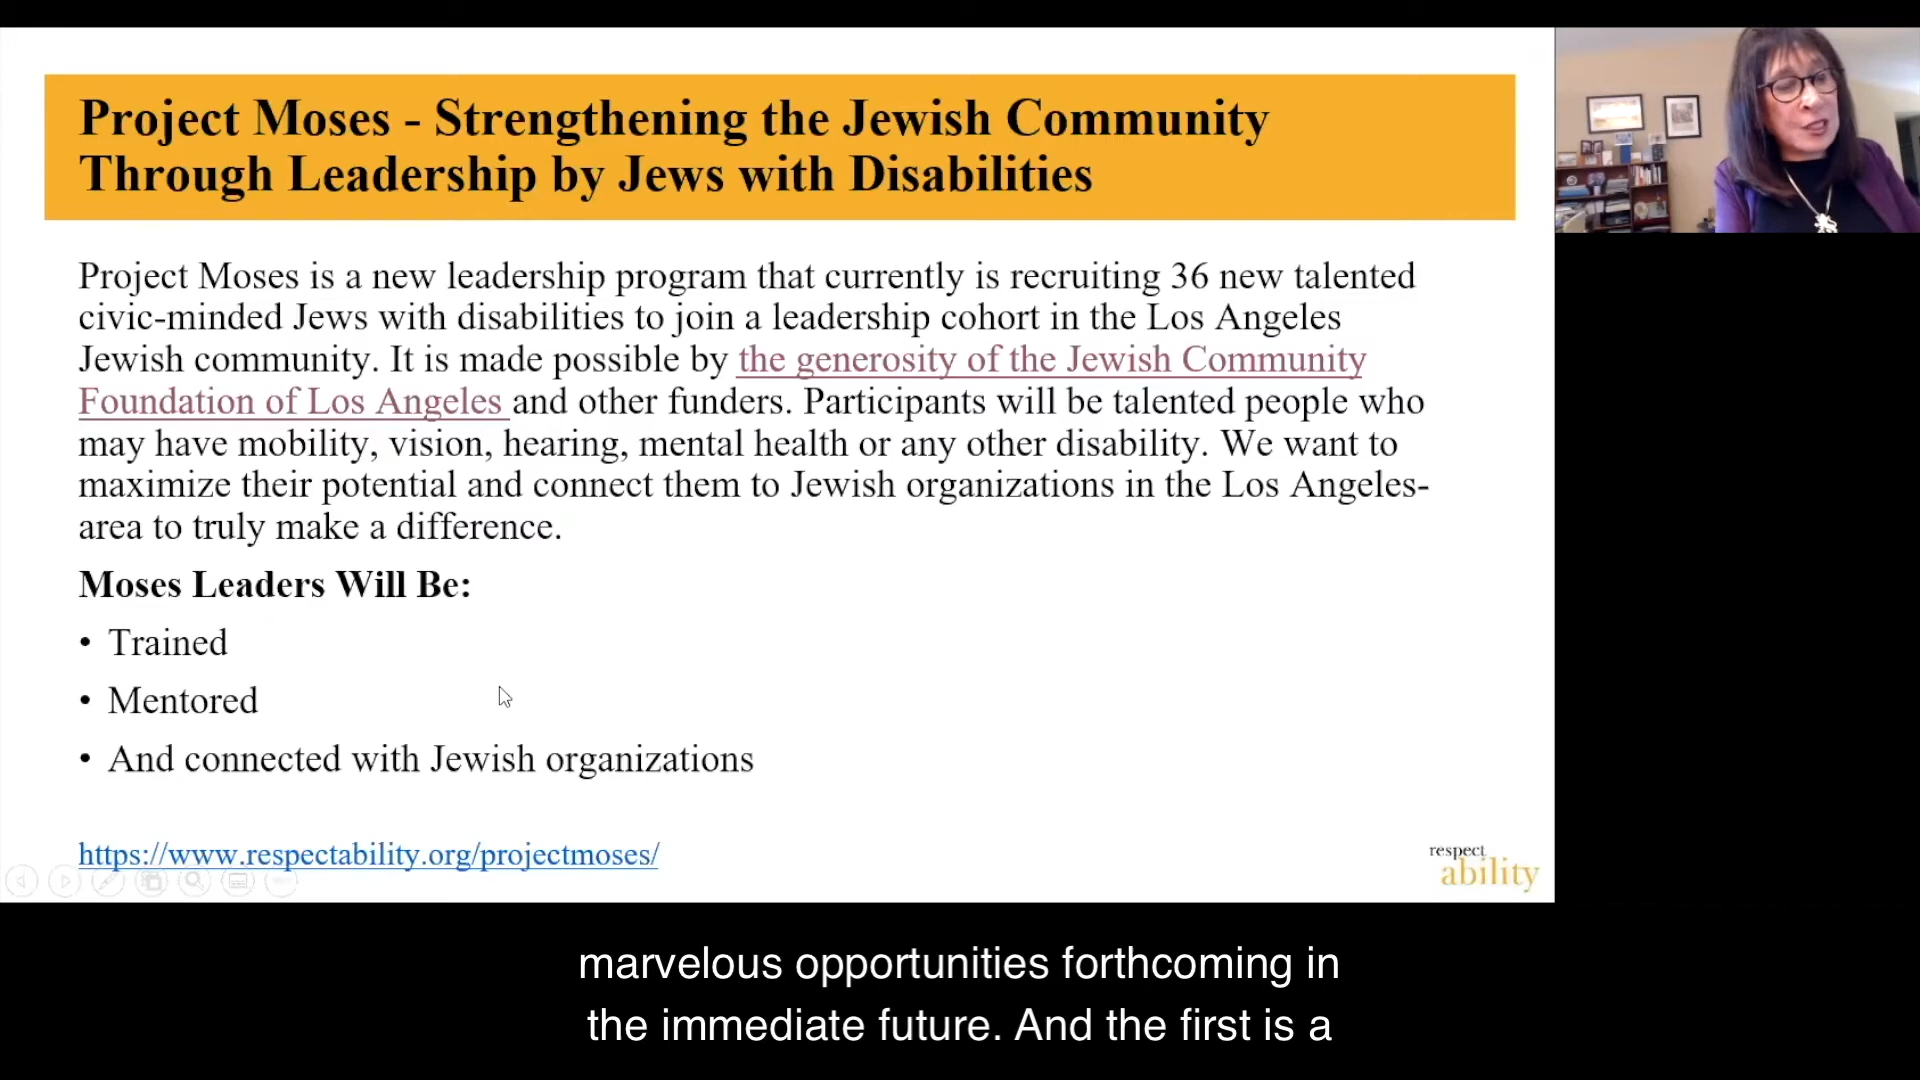 Project Moses - Strengthening the Jewish Community
Through Leadership by Jews with Disabilities
Project Moses is a new leadership program that currently is recruiting 36 new talented
civic-minded Jews with disabilities to join a leadership cohort in the Los Angeles
Jewish community. It is made possible by the generosity of the Jewish Community
Foundation of Los Angeles and other funders. Participants will be talented people who
may have mobility, vision, hearing, mental health or any other disability. We want to
maximize their potential and connect them to Jewish organizations in the Los Angeles-
area to truly make a difference.
Moses Leaders Will Be:
• Trained
• Mentored
• And connected with Jewish organizations
https://www.respectability.org/projectmoses/
respect
ability
marvelous opportunities forthcoming in
the immediate future. And the first is a